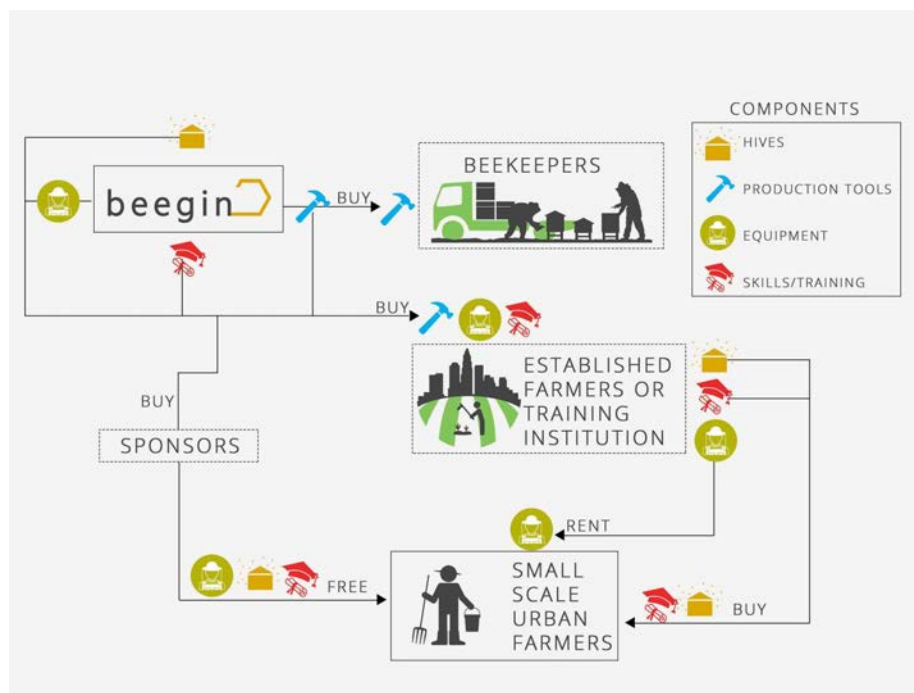 COMPONENTS
HIVES
PRODUCTION TOOLS
EQUIPMENT
SKILLS/TRAINING
beegin
BUY
BEEKEEPERS
BUY
ESTABLISHED
FARMERS OR
TRAINING
INSTITUTION
BUY
SPONSORS
RENT
FREE
SMALL
SCALE
URBAN
FARMERS
BUY